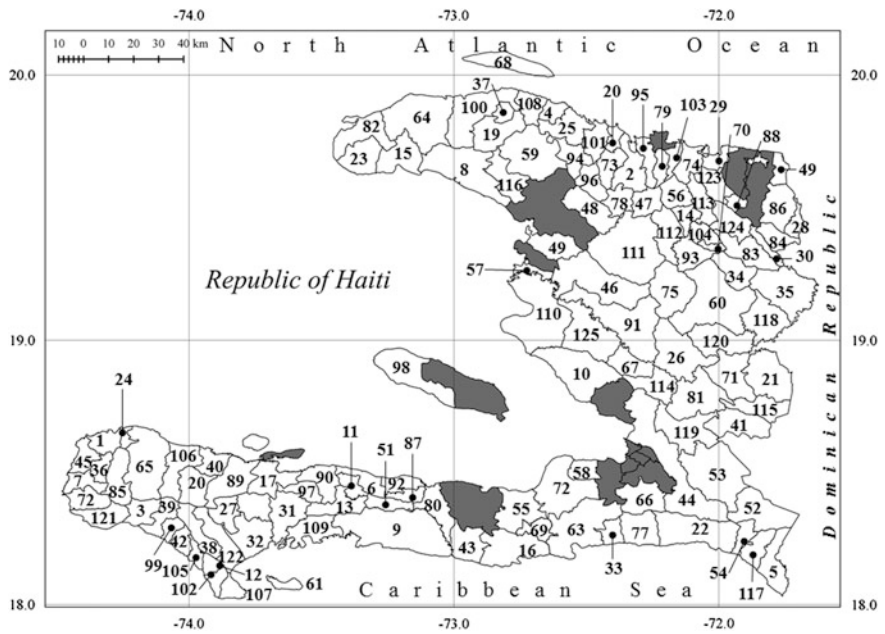 -74.0 -73.0 -72.0
10 0 10 20 30 40 km
North Atlantic Ocean
20.0 20.0
68
37 20 95 79 103 29 70 88
64 100 108 4 25 101 74 49
82 19 59 94 73 2 123
23 15 8 96 56 113 86
116 48 78 47 14 124 28
112 104 84
49 111 93 83 30
57 34
Republic of Haiti
46 75 60 35
110 91 118
125 120
19.0 19.0
26
98 10 67 71 21
114 81
115
24 119 41
11 51 87
1 106 58 53
45 36 65 40 90 92
7 20 89 17 97 6 72
72 85 66 44
121 3 39 27 31 13 80 55 52
109 9 69 63 77 22
42 38 32 43 16
99 122
105 12 33 54 5
102 107 61 117
Caribbean Sea
Dominican Republic
18.0 18.0
-74.0 -73.0 -72.0